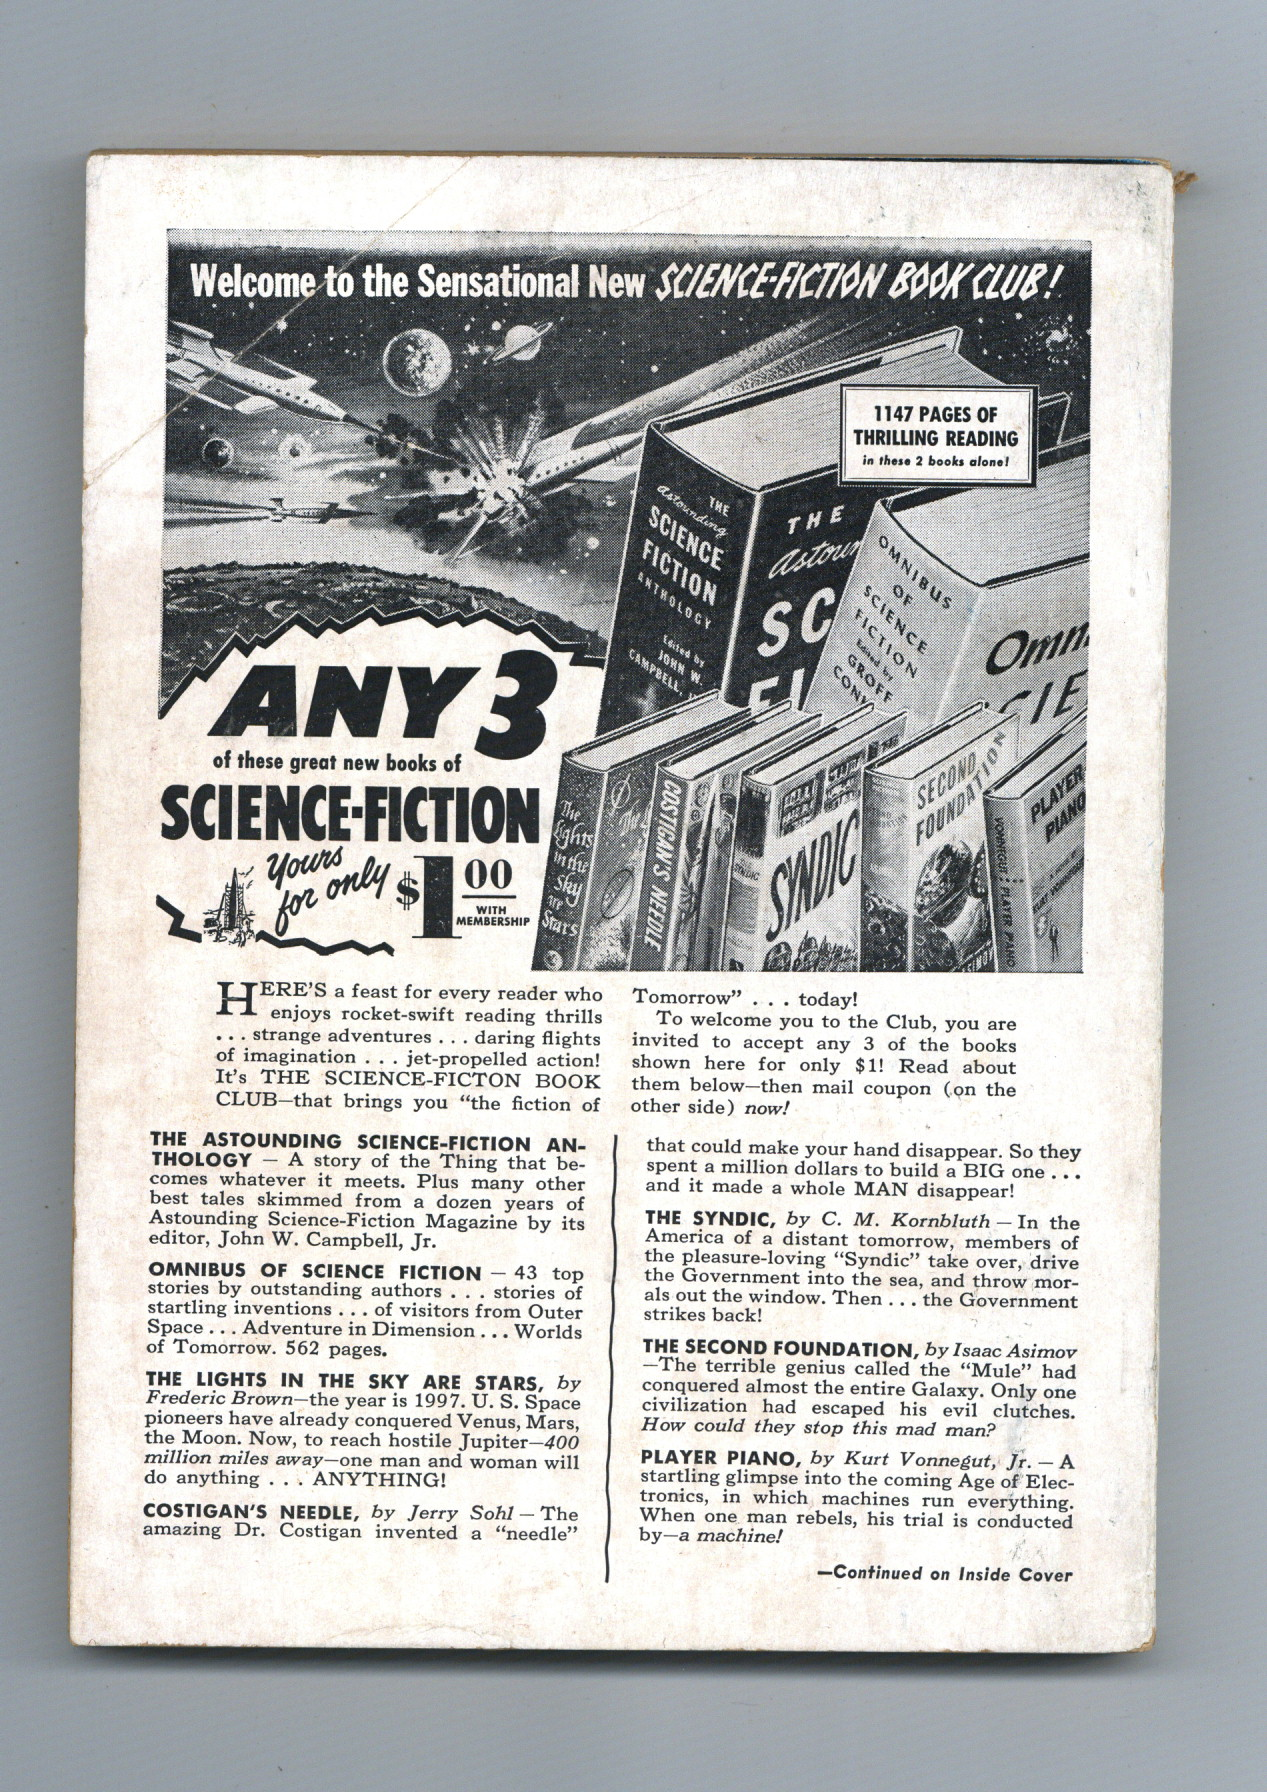 Welcome to the Sensational New SCIENCE-FICTION BOOK CLUB!
1147 PAGES OF
THRILLING READING
in these 2 books alone!
THE
astounding
SCIENCE
FICTION
ANTHOLOGY
Edited by
JOHN W.
CAMPBELL, J
THE
Astoun
SC
FI
OMNIBUS
OF
SCIENCE
FICTION
Edited by
GROFF
CON
Omn
SCIE
ANY 3
of these great new books of
SCIENCE-FICTION
Yours
for only $1.00
WITH
MEMBERSHIP
The
Lights
in the
Sky
are
Stars
The
COSTIGAN'S NEEDLE
SYNDIC
SYNDIC
SECOND
FOUNDATION
ASIMOV
VONNEGUT: PLAYER PIANO
PLAYER
PIANO
HERE'S a feast for every reader who
enjoys rocket-swift reading thrills
... strange adventures ... daring flights
of imagination ... jet-propelled action!
It's THE SCIENCE-FICTON BOOK
CLUB—that brings you "the fiction of
Tomorrow" . . . today!
To welcome you to the Club, you are
invited to accept any 3 of the books
shown here for only $1! Read about
them below—then mail coupon (on the
other side) now!
THE ASTOUNDING SCIENCE-FICTION AN-
THOLOGY — A story of the Thing that be-
comes whatever it meets. Plus many other
best tales skimmed from a dozen years of
Astounding Science-Fiction Magazine by its
editor, John W. Campbell, Jr.
OMNIBUS OF SCIENCE FICTION — 43 top
stories by outstanding authors . . . stories of
startling inventions . . . of visitors from Outer
Space . . . Adventure in Dimension . . . Worlds
of Tomorrow. 562 pages.
THE LIGHTS IN THE SKY ARE STARS, by
Frederic Brown—the year is 1997. U. S. Space
pioneers have already conquered Venus, Mars,
the Moon. Now, to reach hostile Jupiter—400
million miles away—one man and woman will
do anything . . . ANYTHING!
COSTIGAN'S NEEDLE, by Jerry Sohl — The
amazing Dr. Costigan invented a "needle"
that could make your hand disappear. So they
spent a million dollars to build a BIG one . . .
and it made a whole MAN disappear!
THE SYNDIC, by C. M. Kornbluth — In the
America of a distant tomorrow, members of
the pleasure-loving "Syndic" take over, drive
the Government into the sea, and throw mor-
als out the window. Then . . . the Government
strikes back!
THE SECOND FOUNDATION, by Isaac Asimov
—The terrible genius called the "Mule" had
conquered almost the entire Galaxy. Only one
civilization had escaped his evil clutches.
How could they stop this mad man?
PLAYER PIANO, by Kurt Vonnegut, Jr. — A
startling glimpse into the coming Age of Elec-
tronics, in which machines run everything.
When one man rebels, his trial is conducted
by—a machine!
—Continued on Inside Cover